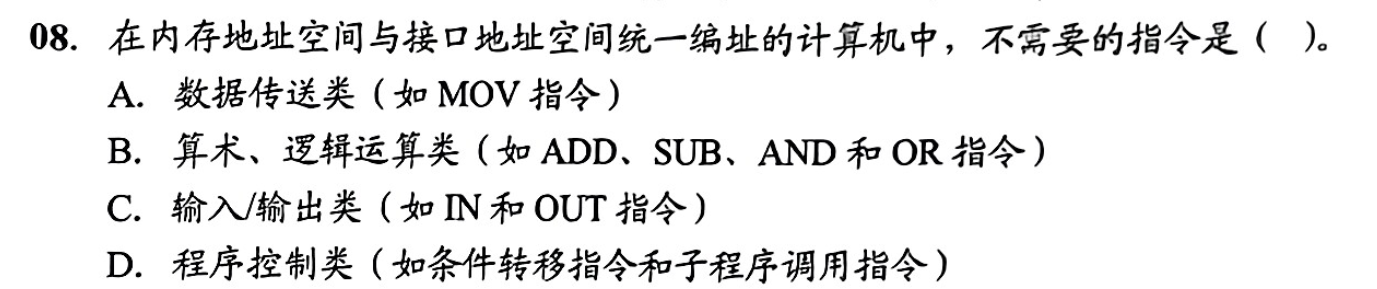 08. 在内存地址空间与接口地址空间统一编址的计算机中，不需要的指令是（ ）。
A. 数据传送类（如 MOV 指令）
B. 算术、逻辑运算类（如 ADD、SUB、AND 和 OR 指令）
C. 输入/输出类（如 IN 和 OUT 指令）
D. 程序控制类（如条件转移指令和子程序调用指令）